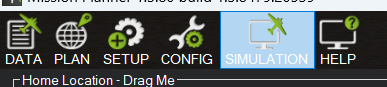 DATA PLAN SETUP CONFIG SIMULATION HELP
Home Location - Drag Me